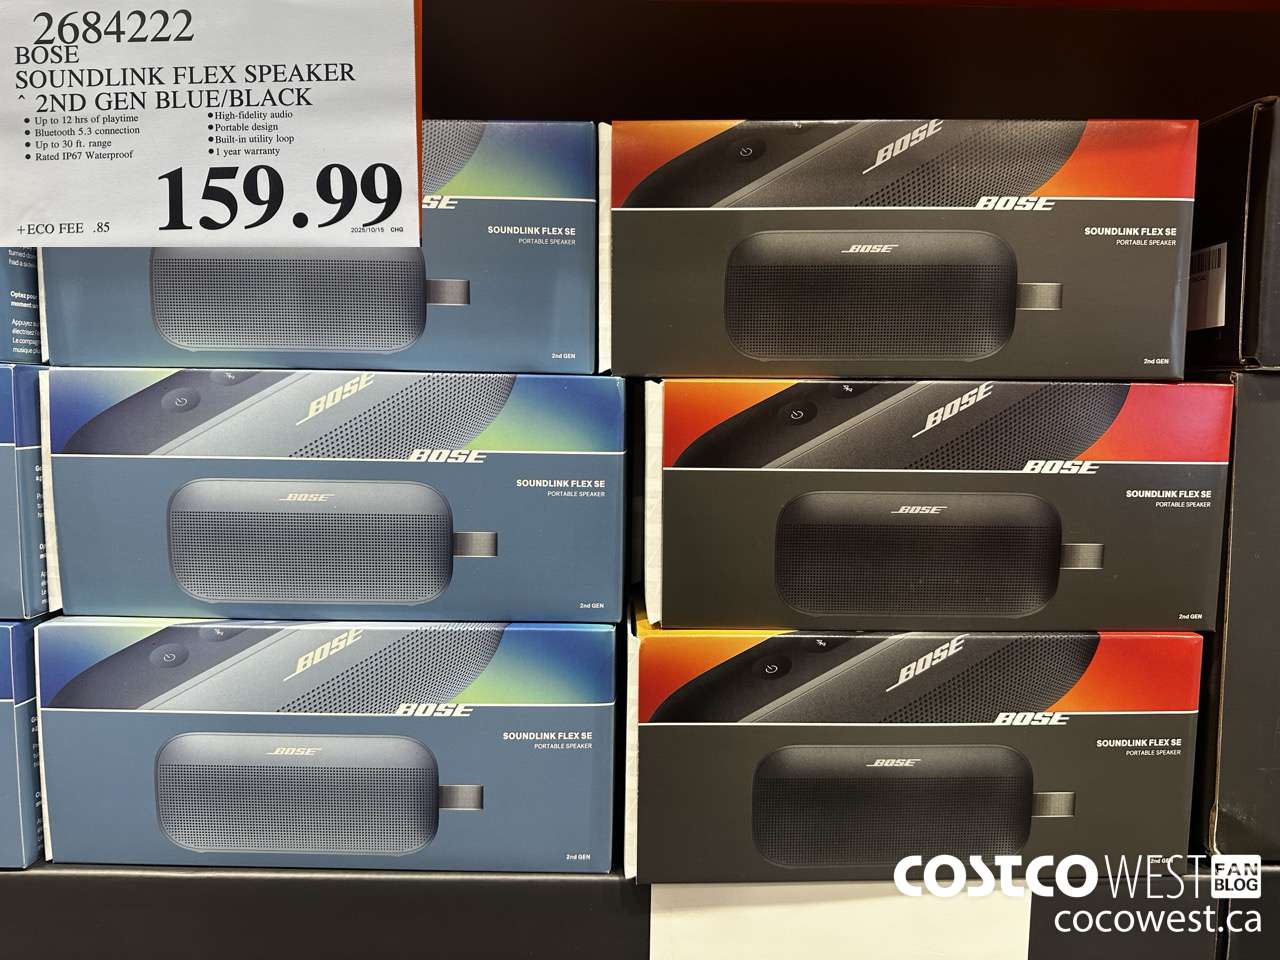 2684222
BOSE
SOUNDLINK FLEX SPEAKER
^ 2ND GEN BLUE/BLACK
• Up to 12 hrs of playtime
• Bluetooth 5.3 connection
• Up to 30 ft. range
• Rated IP67 Waterproof
• High-fidelity audio
• Portable design
• Built-in utility loop
• 1 year warranty
159.99
+ECO FEE .85
2025/10/15 CHQ
SE
SOUNDLINK FLEX SE
PORTABLE SPEAKER
2nd GEN
BOSE
BOSE
SOUNDLINK FLEX SE
PORTABLE SPEAKER
BOSE
2nd GEN
BOSE
BOSE
SOUNDLINK FLEX SE
PORTABLE SPEAKER
BOSE
2nd GEN
BOSE
BOSE
SOUNDLINK FLEX SE
PORTABLE SPEAKER
BOSE
2nd GEN
BOSE
BOSE
SOUNDLINK FLEX SE
PORTABLE SPEAKER
BOSE
2nd GEN
BOSE
BOSE
SOUNDLINK FLEX SE
PORTABLE SPEAKER
BOSE
COSTCO WEST FAN BLOG
cocowest.ca